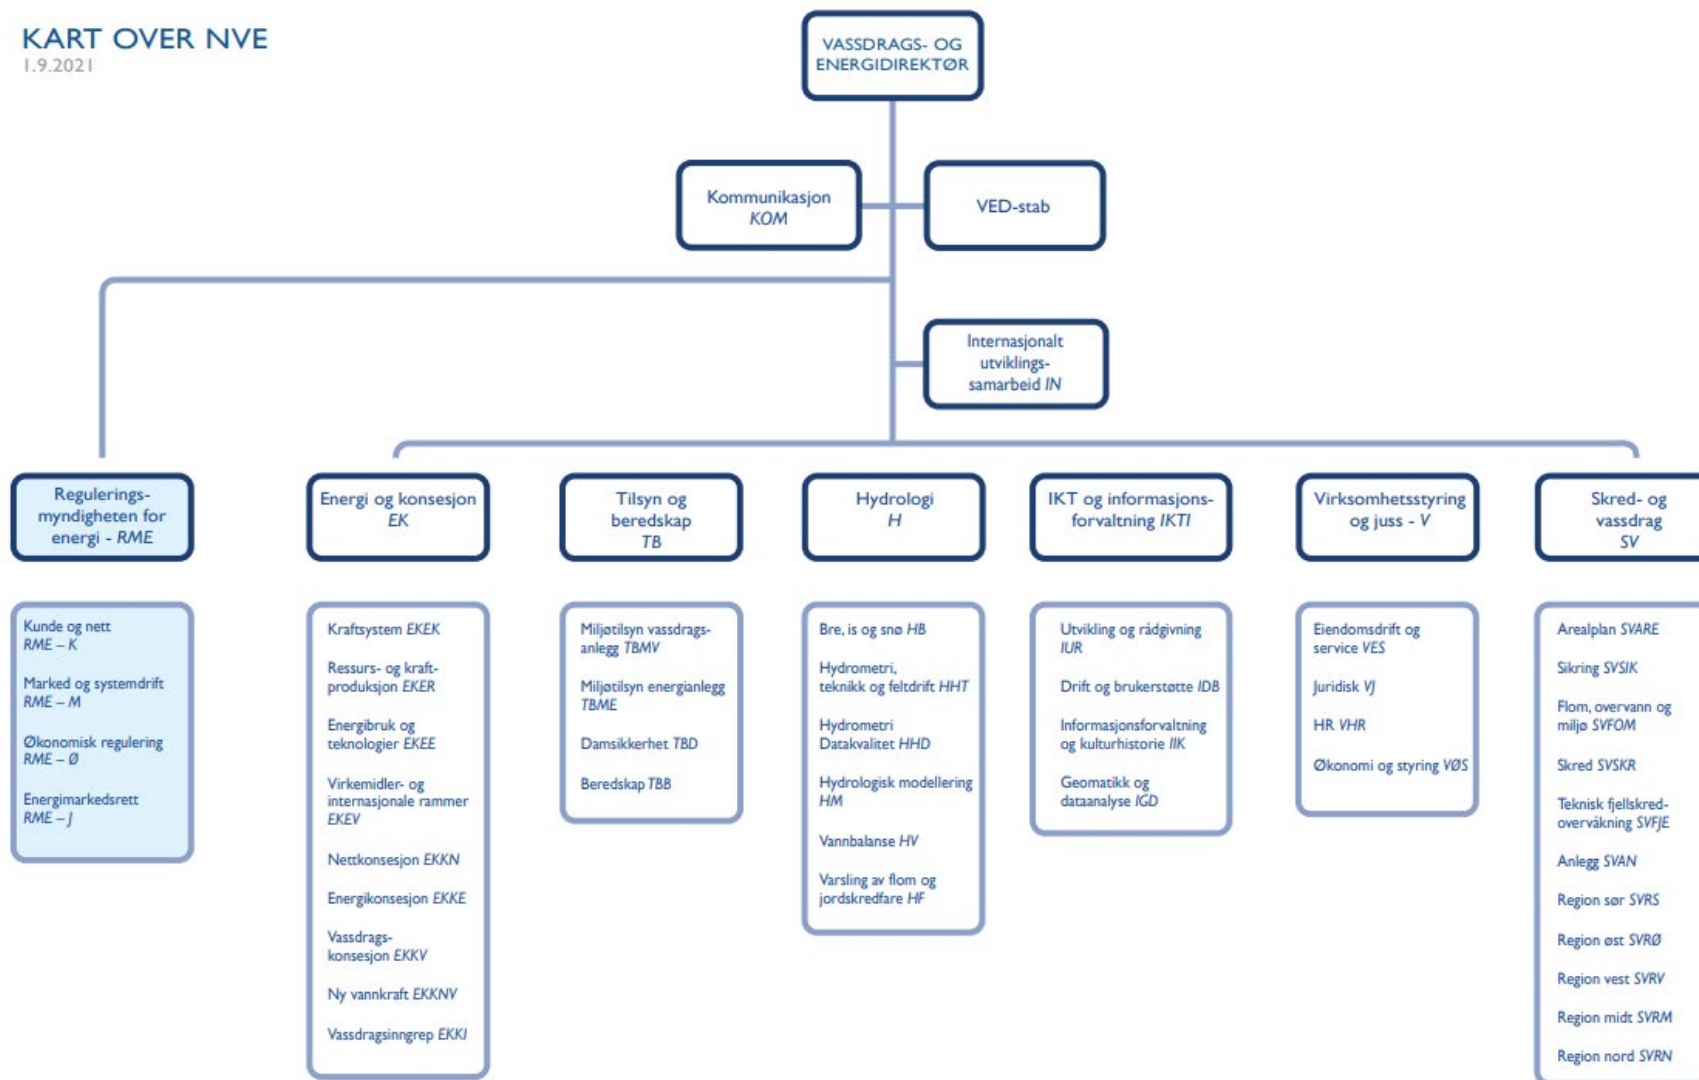 KART OVER NVE
1.9.2021
VASSDRAGS- OG
ENERGIDIREKTØR
Kommunikasjon
KOM
VED-stab
Internasjonalt
utviklings-
samarbeid IN
Regulerings-
myndigheten for
energi - RME
Kunde og nett
RME – K
Marked og systemdrift
RME – M
Økonomisk regulering
RME – Ø
Energimarkedsrett
RME – J
Energi og konsesjon
EK
Kraftsystem EKEK
Ressurs- og kraft-
produksjon EKER
Energibruk og
teknologier EKEE
Virkemidler- og
internasjonale rammer
EKEV
Nettkonsesjon EKKN
Energikonsesjon EKKE
Vassdrags-
konsesjon EKKV
Ny vannkraft EKKNV
Vassdragsinngrep EKKI
Tilsyn og
beredskap
TB
Miljøtilsyn vassdrags-
anlegg TBMV
Miljøtilsyn energianlegg
TBME
Damsikkerhet TBD
Beredskap TBB
Hydrologi
H
Bre, is og snø HB
Hydrometri,
teknikk og feltdrift HHT
Hydrometri
Datakvalitet HHD
Hydrologisk modellering
HM
Vannbalanse HV
Varsling av flom og
jordskredfare HF
IKT og informasjons-
forvaltning IKTI
Utvikling og rådgivning
IUR
Drift og brukerstøtte IDB
Informasjonsforvaltning
og kulturhistorie IIK
Geomatikk og
dataanalyse IGD
Virksomhetsstyring
og juss - V
Eiendomsdrift og
service VES
Juridisk VJ
HR VHR
Økonomi og styring VØS
Skred- og
vassdrag
SV
Arealplan SVARE
Sikring SVSIK
Flom, overvann og
miljø SVFOM
Skred SVSKR
Teknisk fjellskred-
overvåkning SVFJE
Anlegg SVAN
Region sør SVRS
Region øst SVRØ
Region vest SVRV
Region midt SVRM
Region nord SVRN